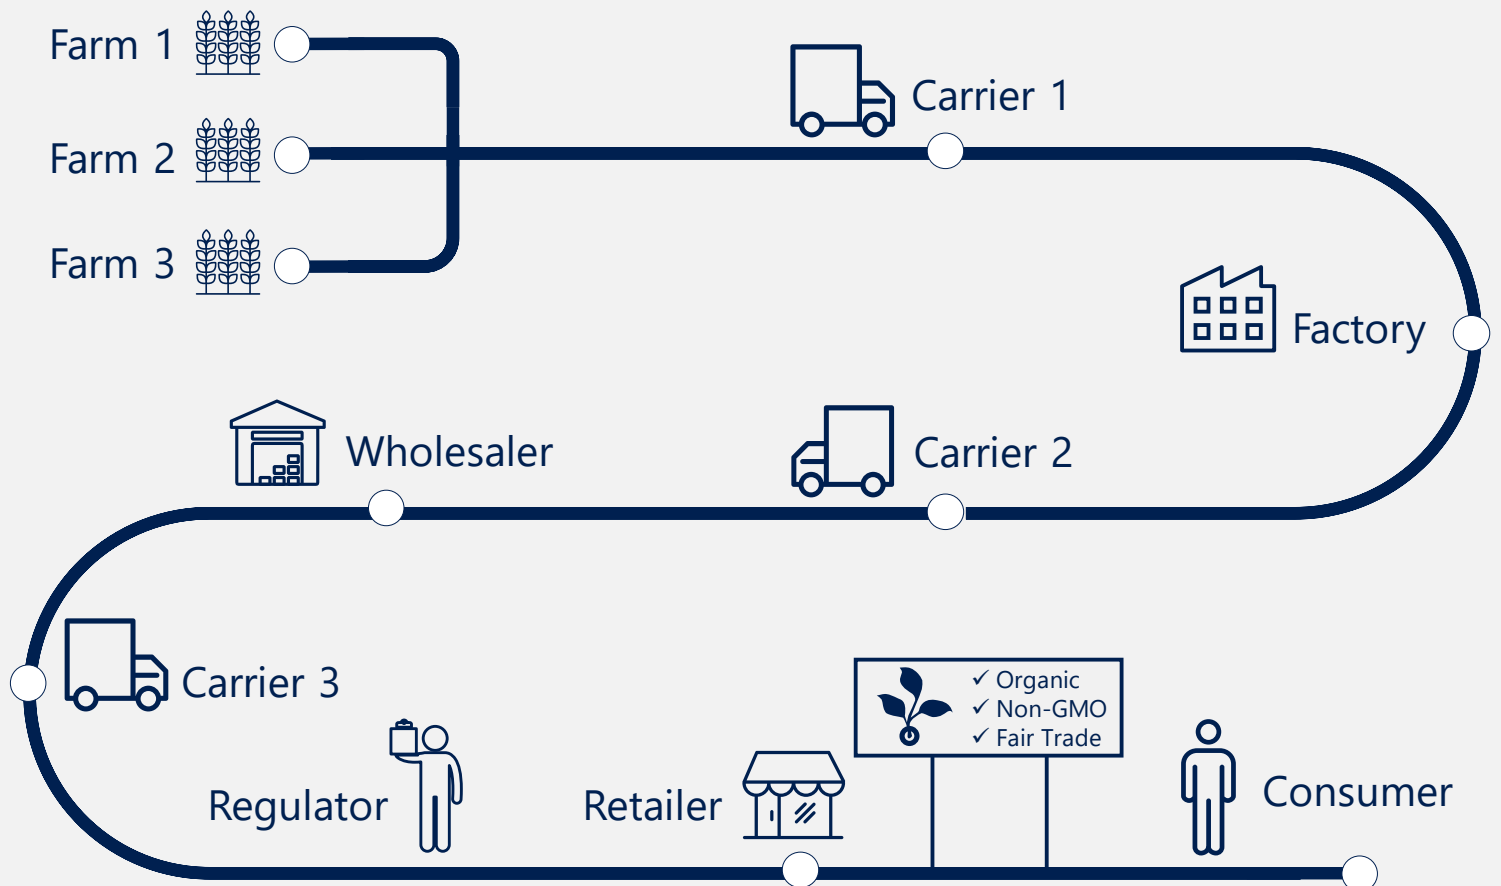 Farm 1
Carrier 1
Farm 2
Farm 3
Factory
Wholesaler
Carrier 2
Carrier 3
✓ Organic
✓ Non-GMO
✓ Fair Trade
Regulator
Retailer
Consumer